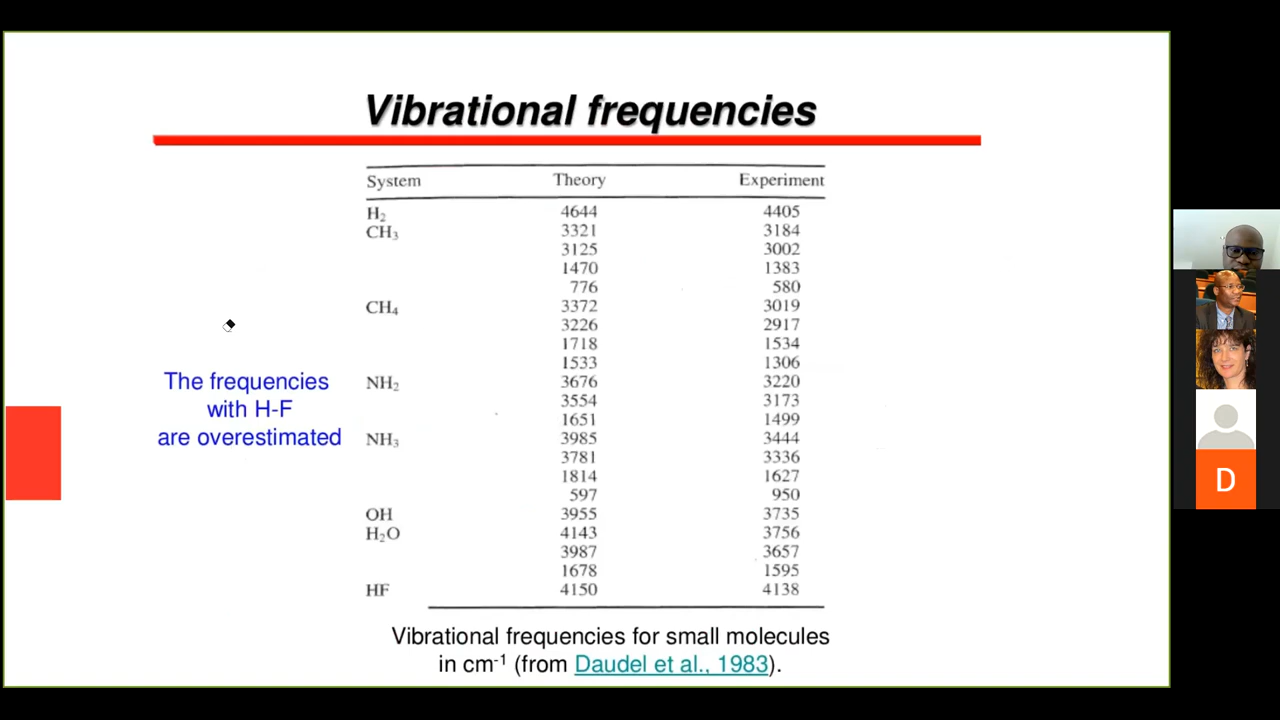 Vibrational frequencies
System Theory Experiment
H₂ 4644 4405
CH₃ 3321 3184
3125 3002
1470 1383
776 580
CH₄ 3372 3019
3226 2917
1718 1534
1533 1306
NH₂ 3676 3220
3554 3173
1651 1499
NH₃ 3985 3444
3781 3336
1814 1627
597 950
OH 3955 3735
H₂O 4143 3756
3987 3657
1678 1595
HF 4150 4138
The frequencies
with H-F
are overestimated
Vibrational frequencies for small molecules
in cm⁻¹ (from Daudel et al., 1983).
D